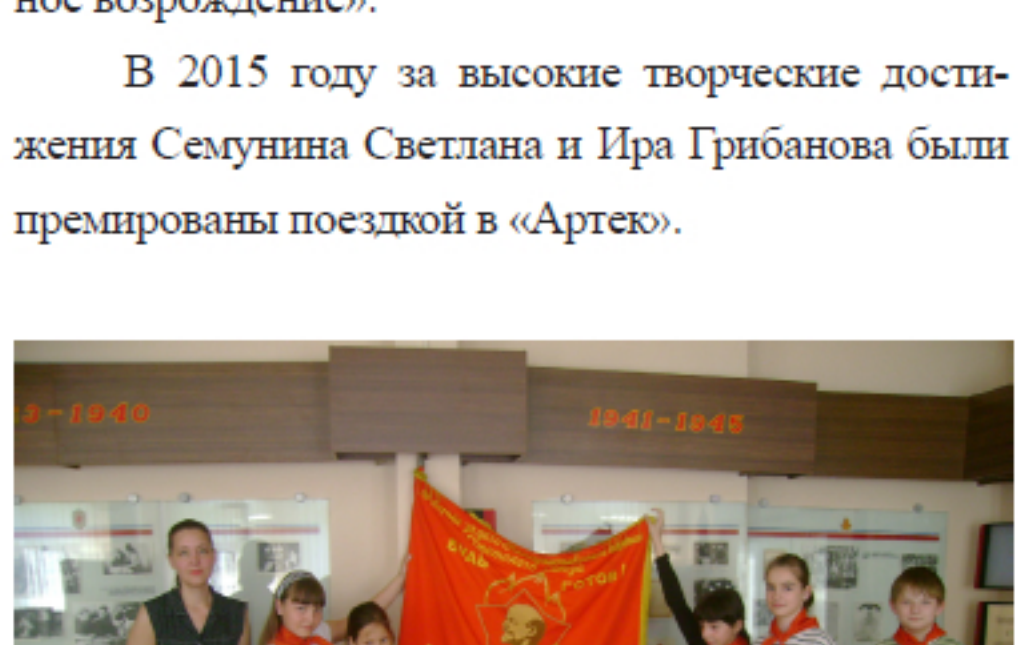 ное возрождение».
В 2015 году за высокие творческие дости-
жения Семунина Светлана и Ира Грибанова были
премированы поездкой в «Артек».
3-1940
1941-1945
БУДЬ ГОТОВ!